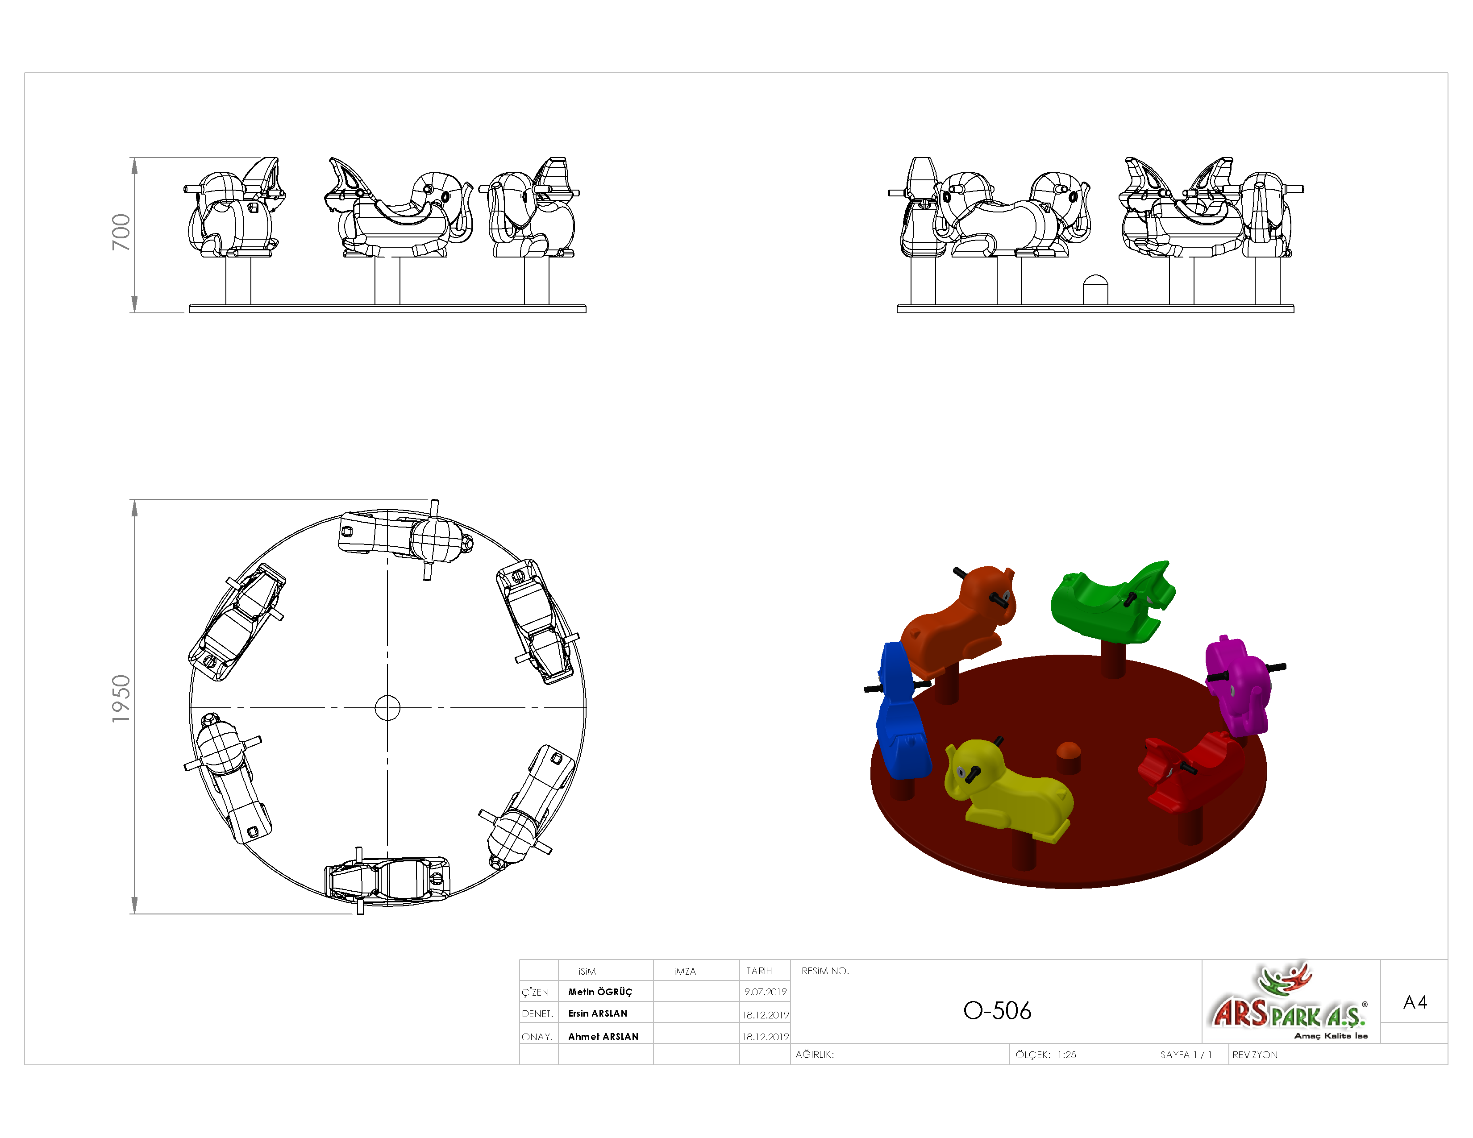 700
1950
İSİM İMZA TARİH RESİM NO.
ÇİZEN. Metin ÖGRÜÇ 9.07.2019
O-506
A4
DENET. Ersin ARSLAN 18.12.2019
ARSPARK A.Ş.®
ONAY. Ahmet ARSLAN 18.12.2019
Amaç Kalite İse
AĞIRLIK: ÖLÇEK: 1:25 SAYFA 1 / 1 REVİZYON